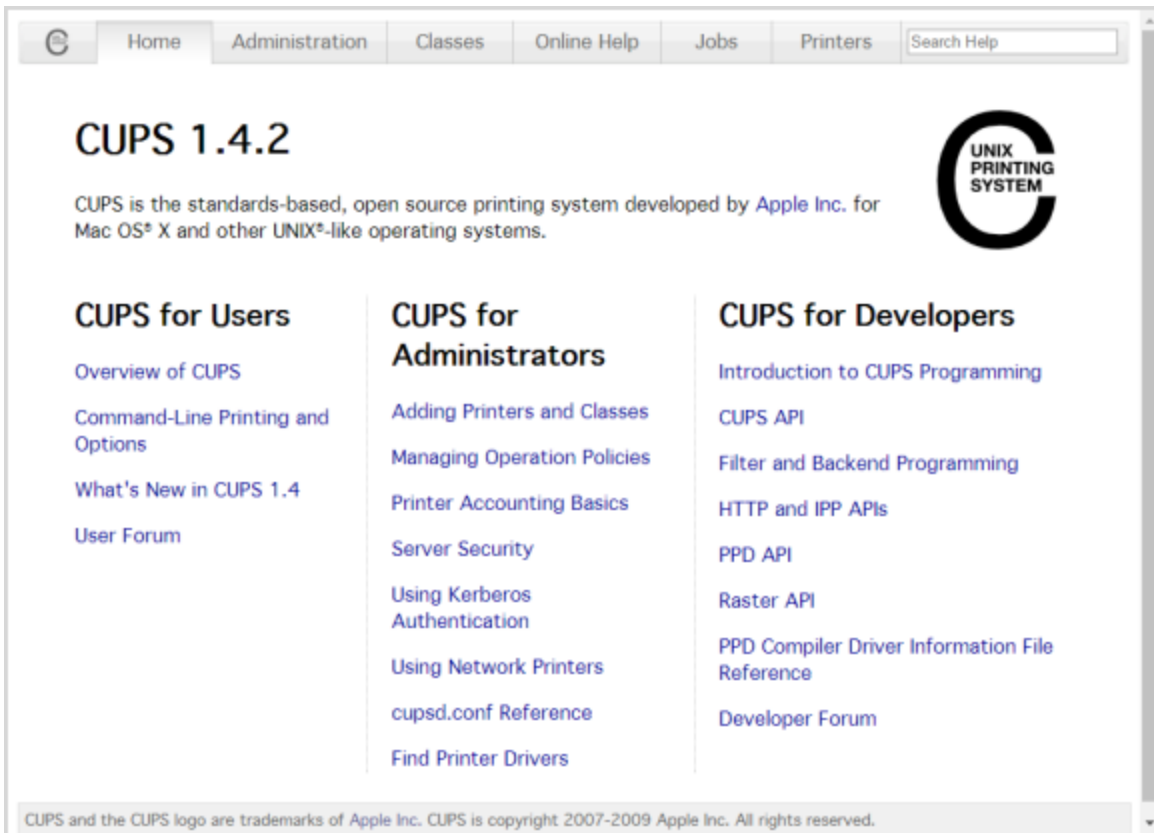 Home Administration Classes Online Help Jobs Printers Search Help
CUPS 1.4.2
UNIX
PRINTING
SYSTEM
CUPS is the standards-based, open source printing system developed by Apple Inc. for
Mac OS® X and other UNIX®-like operating systems.
CUPS for Users
Overview of CUPS
Command-Line Printing and
Options
What's New in CUPS 1.4
User Forum
CUPS for
Administrators
Adding Printers and Classes
Managing Operation Policies
Printer Accounting Basics
Server Security
Using Kerberos
Authentication
Using Network Printers
cupsd.conf Reference
Find Printer Drivers
CUPS for Developers
Introduction to CUPS Programming
CUPS API
Filter and Backend Programming
HTTP and IPP APIs
PPD API
Raster API
PPD Compiler Driver Information File
Reference
Developer Forum
CUPS and the CUPS logo are trademarks of Apple Inc. CUPS is copyright 2007-2009 Apple Inc. All rights reserved.